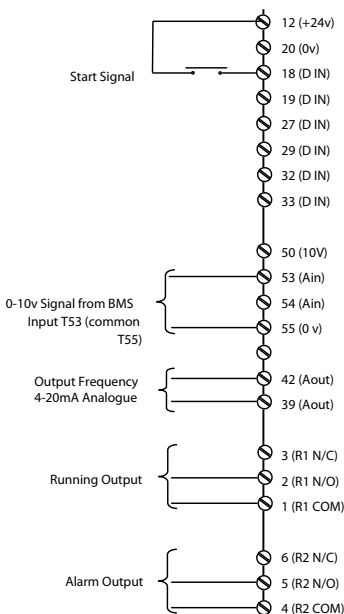 12 (+24v)
20 (0v)
Start Signal
18 (D IN)
19 (D IN)
27 (D IN)
29 (D IN)
32 (D IN)
33 (D IN)
50 (10V)
53 (Ain)
0-10v Signal from BMS
Input T53 (common
T55)
54 (Ain)
55 (0 v)
Output Frequency
4-20mA Analogue
42 (Aout)
39 (Aout)
3 (R1 N/C)
Running Output
2 (R1 N/O)
1 (R1 COM)
6 (R2 N/C)
Alarm Output
5 (R2 N/O)
4 (R2 COM)